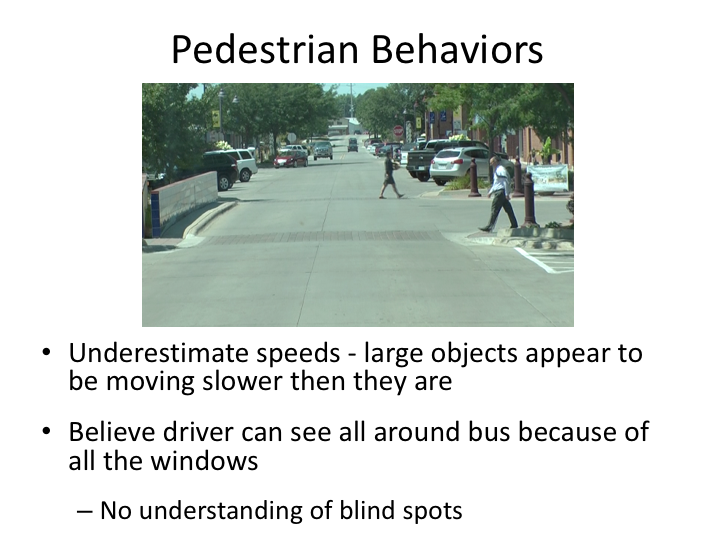 Pedestrian Behaviors
• Underestimate speeds - large objects appear to
be moving slower then they are
• Believe driver can see all around bus because of
all the windows
– No understanding of blind spots